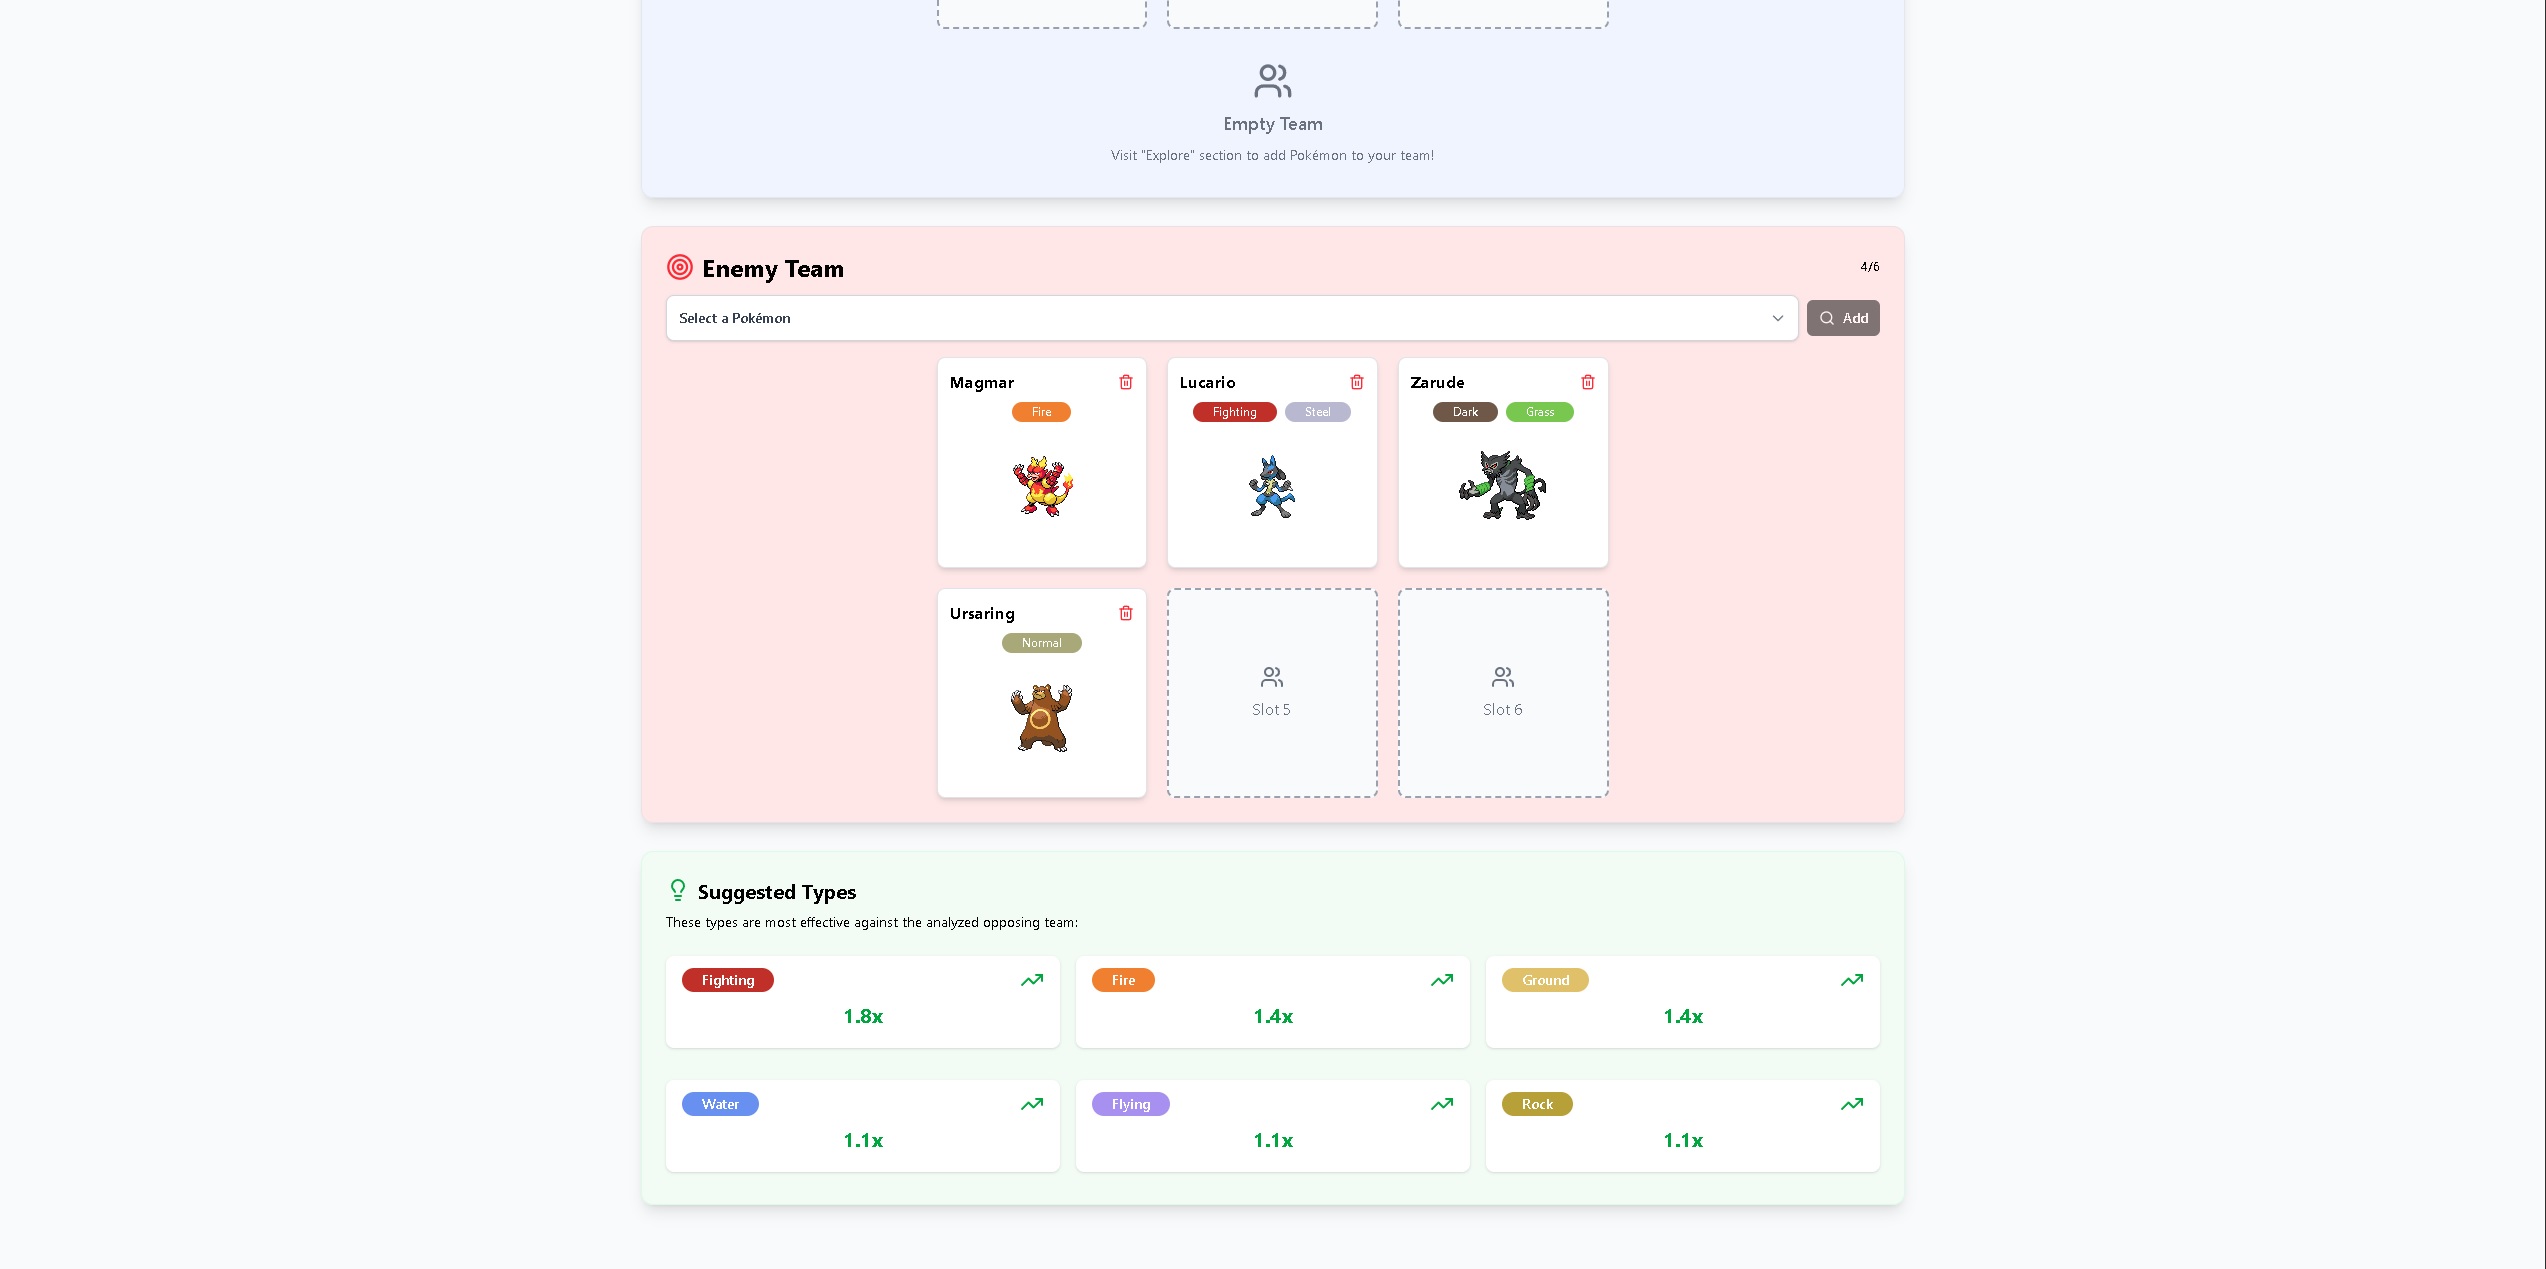 Empty Team
Visit "Explore" section to add Pokémon to your team!
Enemy Team
4/6
Select a Pokémon
Add
Magmar
Fire
Lucario
Fighting Steel
Zarude
Dark Grass
Ursaring
Normal
Slot 5
Slot 6
Suggested Types
These types are most effective against the analyzed opposing team:
Fighting
1.8x
Fire
1.4x
Ground
1.4x
Water
1.1x
Flying
1.1x
Rock
1.1x